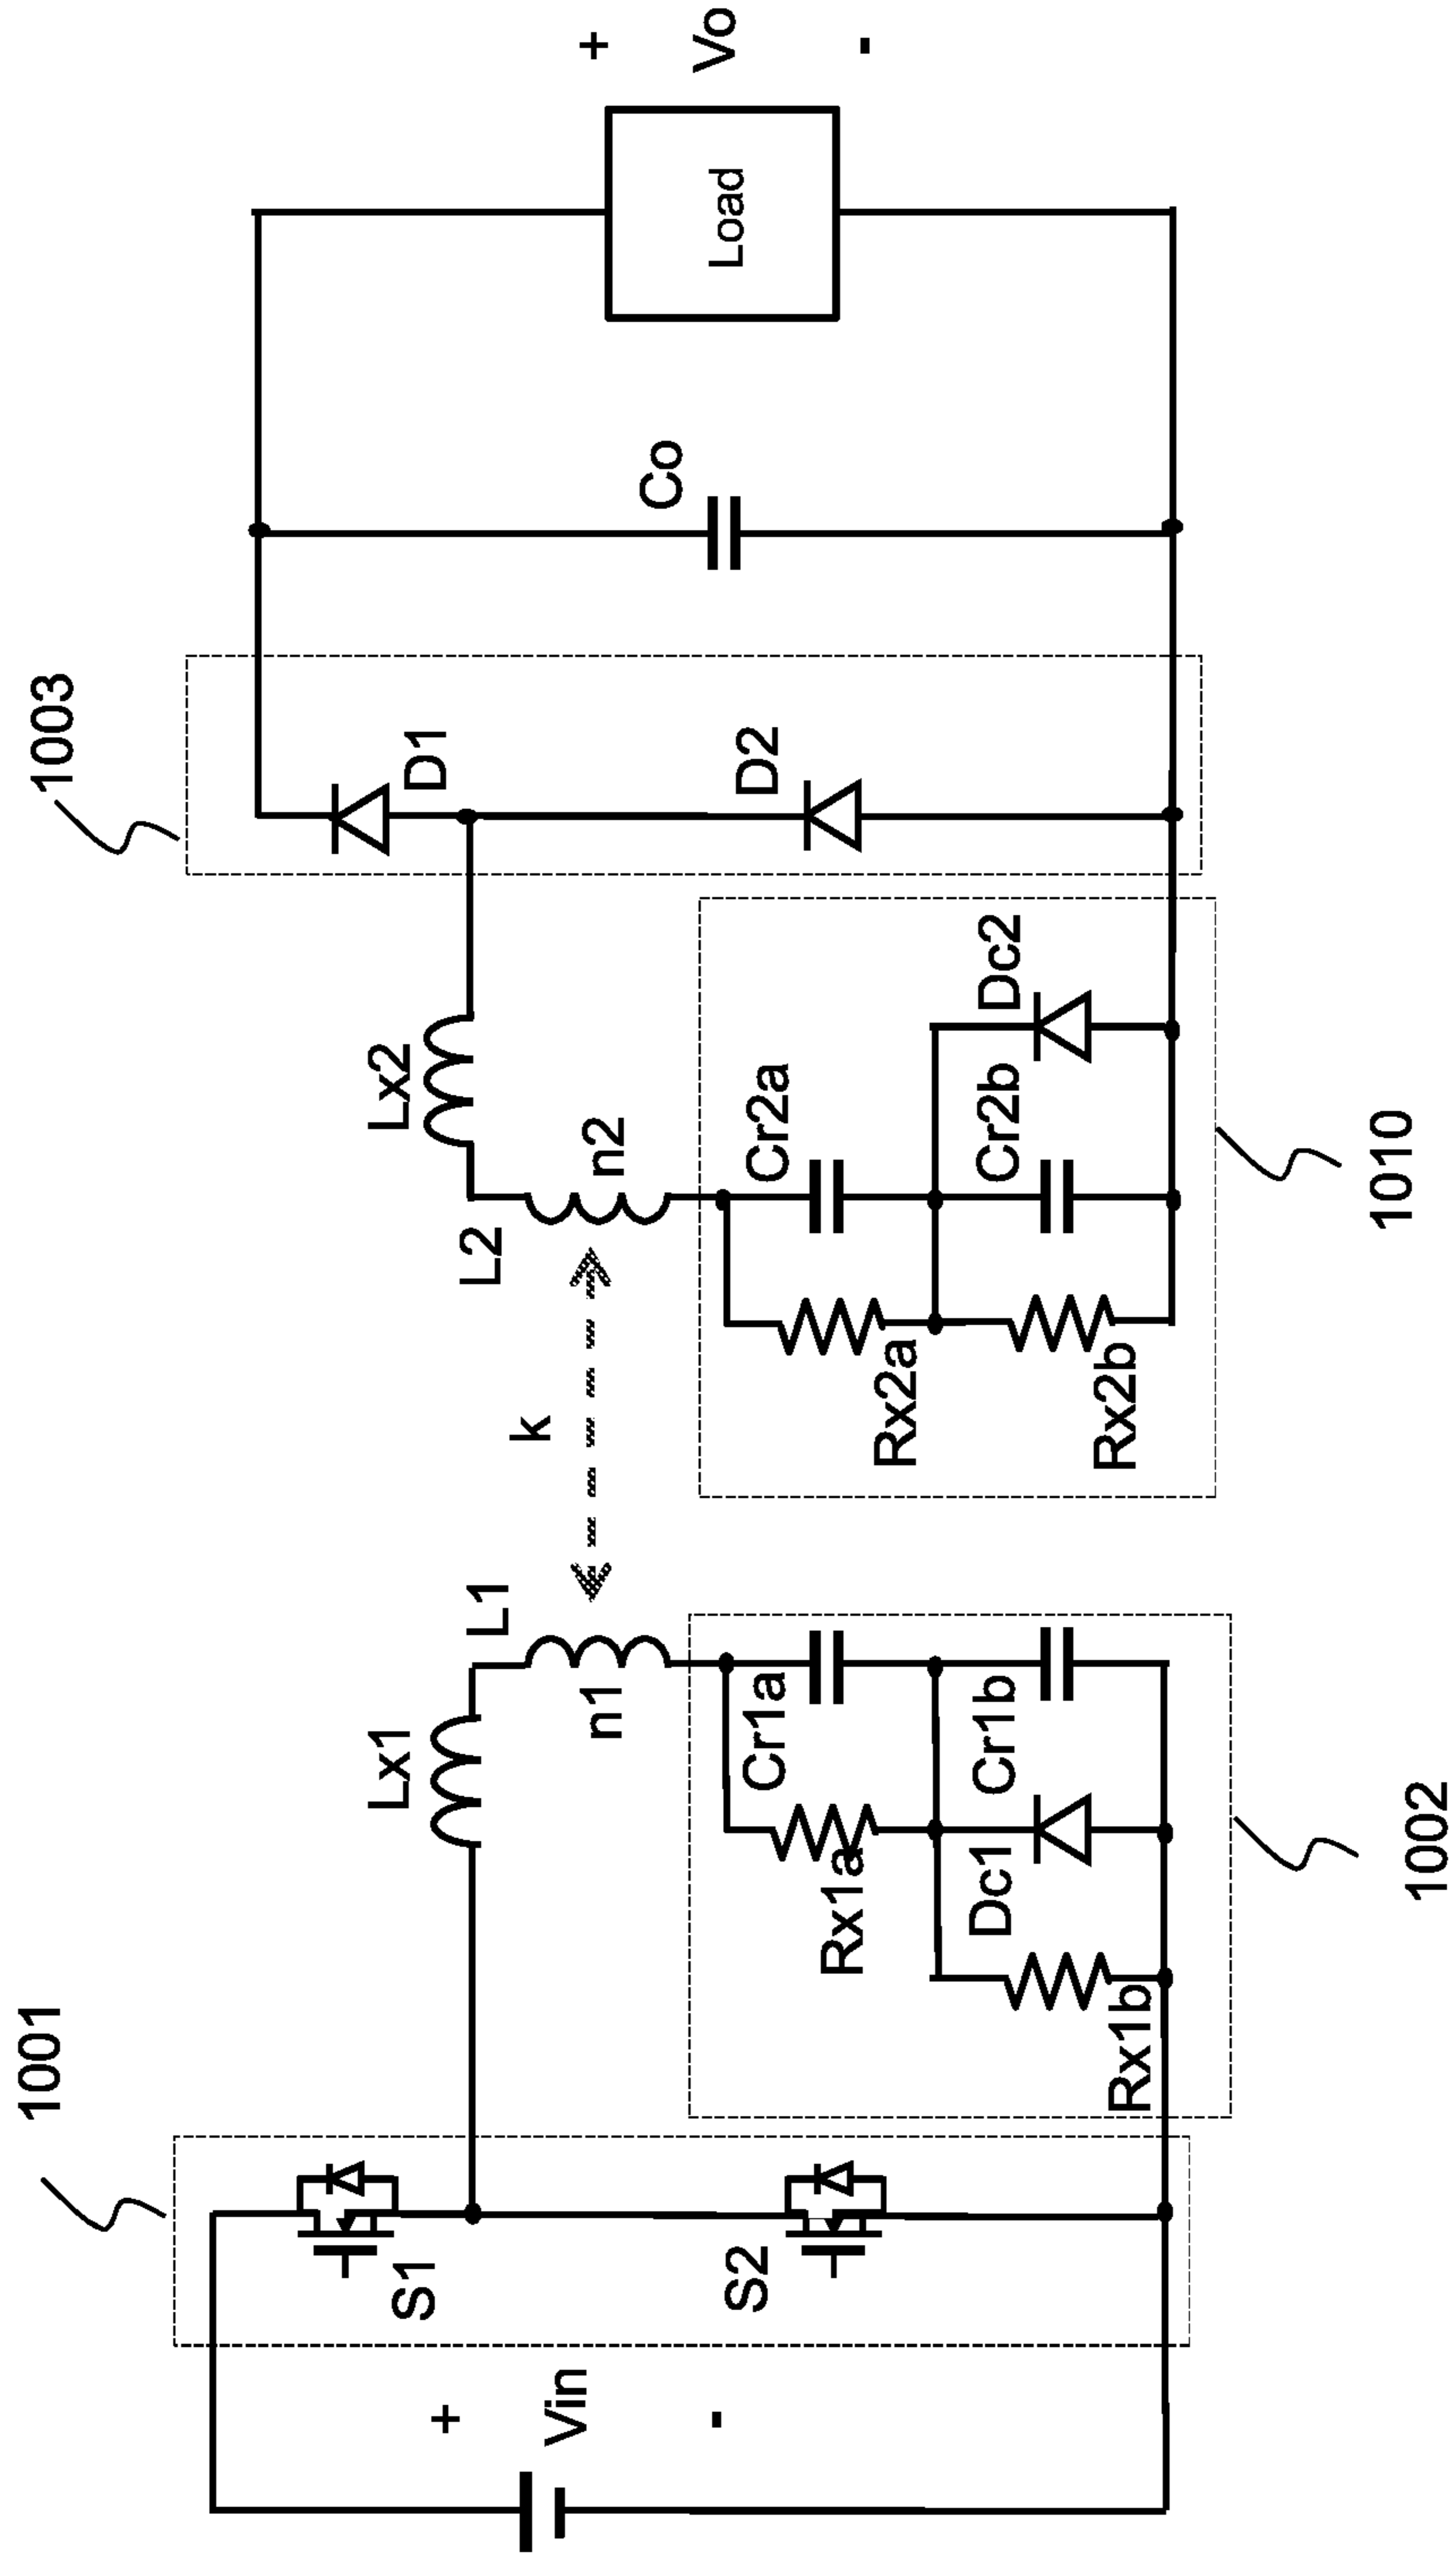 1001
1003
Lx1
Lx2
+
L1
L2
k
+
Vin
-
S1
S2
n1
n2
D1
D2
Co
Load
Vo
-
Cr1a
Rx1a
Cr1b
Dc1
Rx1b
Cr2a
Rx2a
Cr2b
Dc2
Rx2b
1002
1010